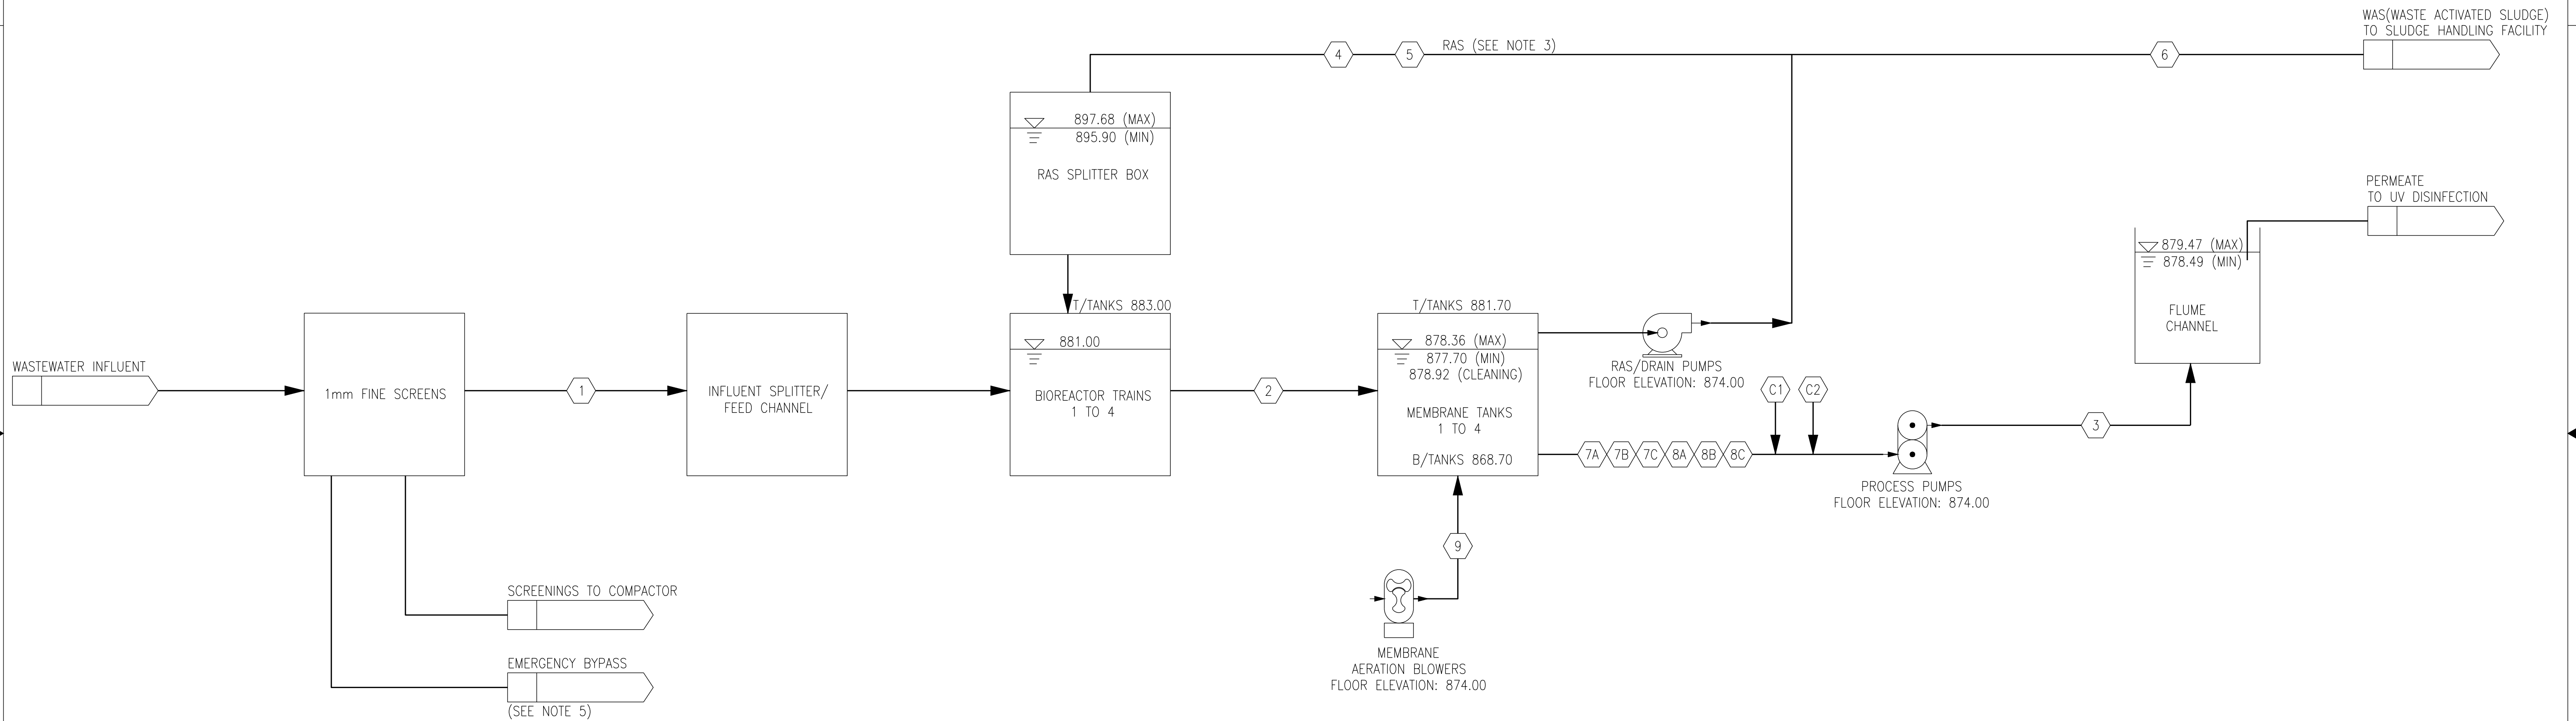 WAS(WASTE ACTIVATED SLUDGE)
TO SLUDGE HANDLING FACILITY
4
5
RAS (SEE NOTE 3)
6
897.68 (MAX)
895.90 (MIN)
RAS SPLITTER BOX
PERMEATE
TO UV DISINFECTION
879.47 (MAX)
878.49 (MIN)
FLUME
CHANNEL
WASTEWATER INFLUENT
1mm FINE SCREENS
1
INFLUENT SPLITTER/
FEED CHANNEL
T/TANKS 883.00
881.00
BIOREACTOR TRAINS
1 TO 4
2
T/TANKS 881.70
878.36 (MAX)
877.70 (MIN)
878.92 (CLEANING)
MEMBRANE TANKS
1 TO 4
B/TANKS 868.70
RAS/DRAIN PUMPS
FLOOR ELEVATION: 874.00
C1
C2
7A
7B
7C
8A
8B
8C
PROCESS PUMPS
FLOOR ELEVATION: 874.00
3
9
MEMBRANE
AERATION BLOWERS
FLOOR ELEVATION: 874.00
SCREENINGS TO COMPACTOR
EMERGENCY BYPASS
(SEE NOTE 5)